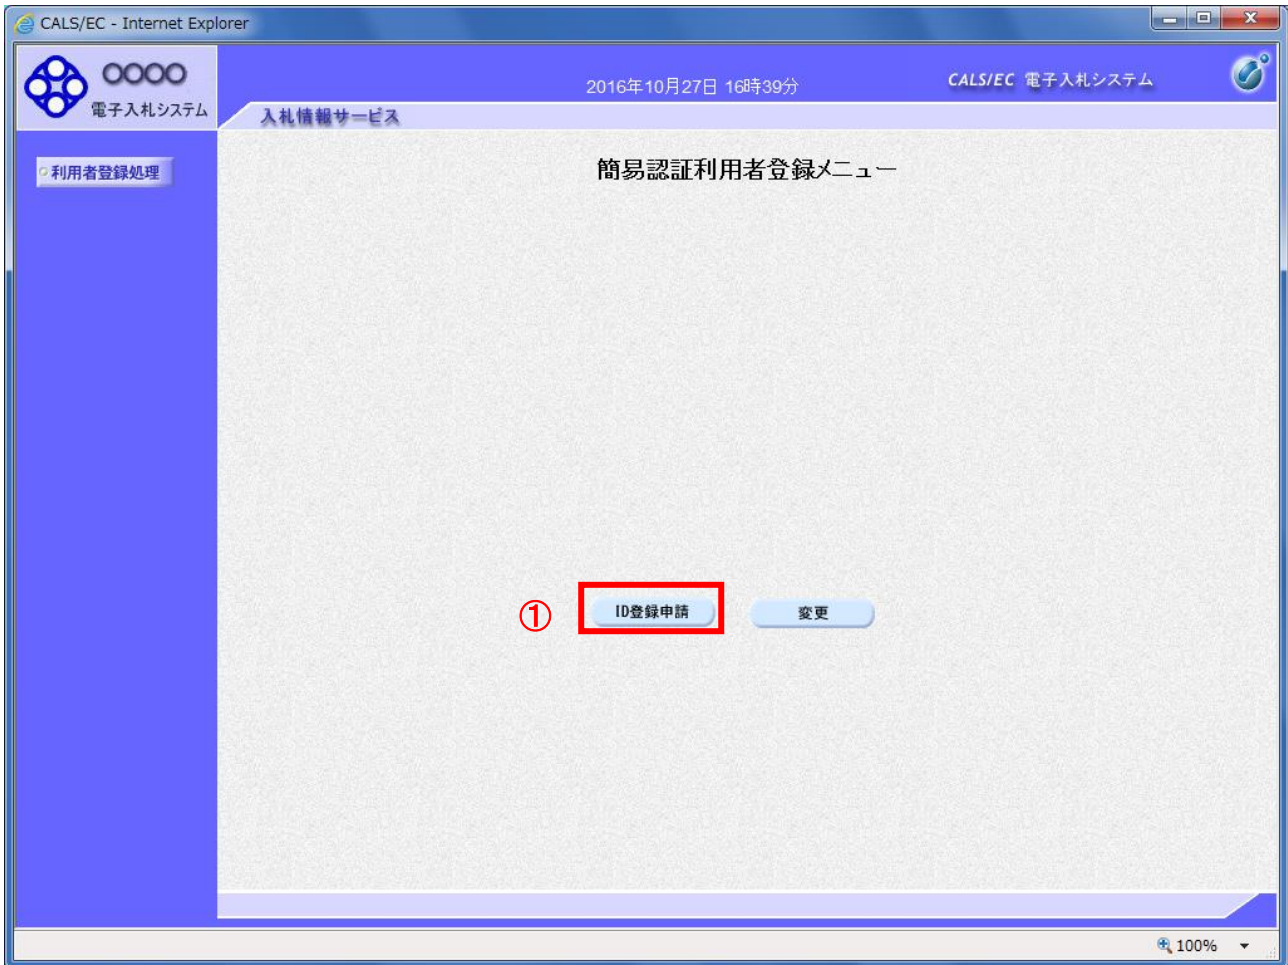 CALS/EC - Internet Explorer
○○○○
電子入札システム
2016年10月27日 16時39分
CALS/EC 電子入札システム
入札情報サービス
利用者登録処理
簡易認証利用者登録メニュー
① ID登録申請 変更
100%